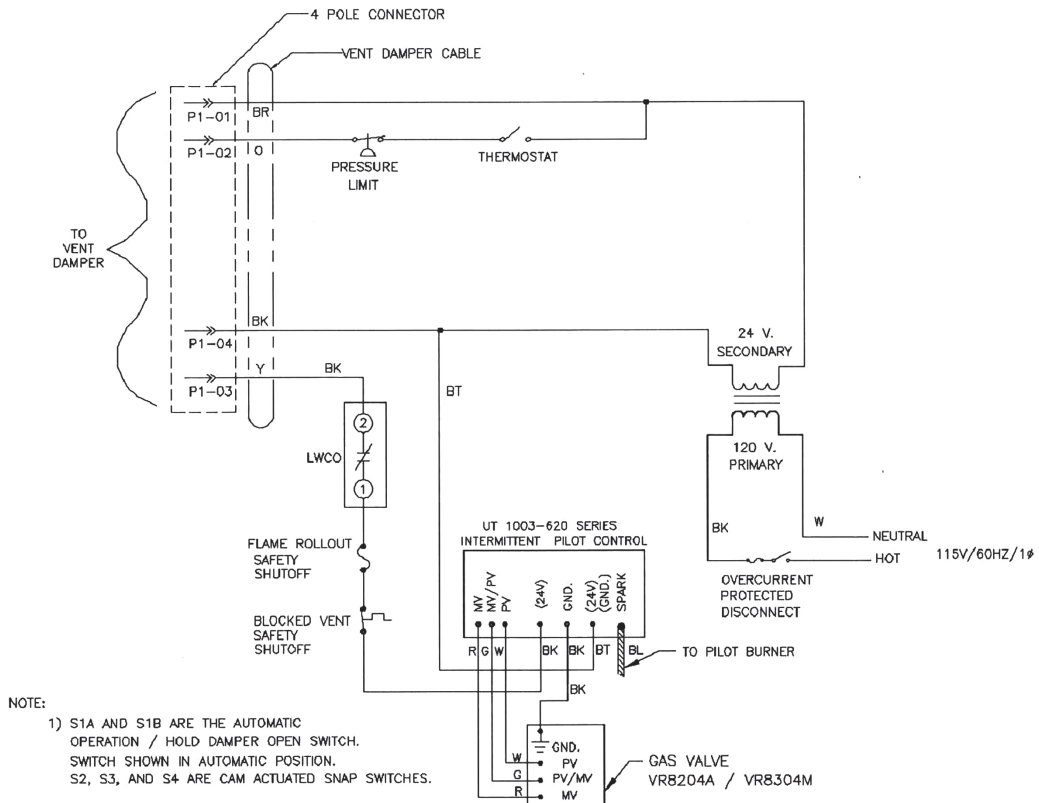 4 POLE CONNECTOR
VENT DAMPER CABLE
P1-01
BR
P1-02
O
PRESSURE
LIMIT
THERMOSTAT
TO
VENT
DAMPER
BK
P1-04
Y
BK
P1-03
BT
24 V.
SECONDARY
120 V.
PRIMARY
2
LWCO
1
BK
W
NEUTRAL
HOT
115V/60HZ/1ø
OVERCURRENT
PROTECTED
DISCONNECT
UT 1003-620 SERIES
INTERMITTENT PILOT CONTROL
FLAME ROLLOUT
SAFETY
SHUTOFF
MV
MV/PV
PV
(24V)
GND.
(24V)
(GND.)
SPARK
BLOCKED VENT
SAFETY
SHUTOFF
R G W BK BK BT BL
TO PILOT BURNER
BK
NOTE:
1) S1A AND S1B ARE THE AUTOMATIC
OPERATION / HOLD DAMPER OPEN SWITCH.
SWITCH SHOWN IN AUTOMATIC POSITION.
S2, S3, AND S4 ARE CAM ACTUATED SNAP SWITCHES.
GND.
W PV
G PV/MV
R MV
GAS VALVE
VR8204A / VR8304M